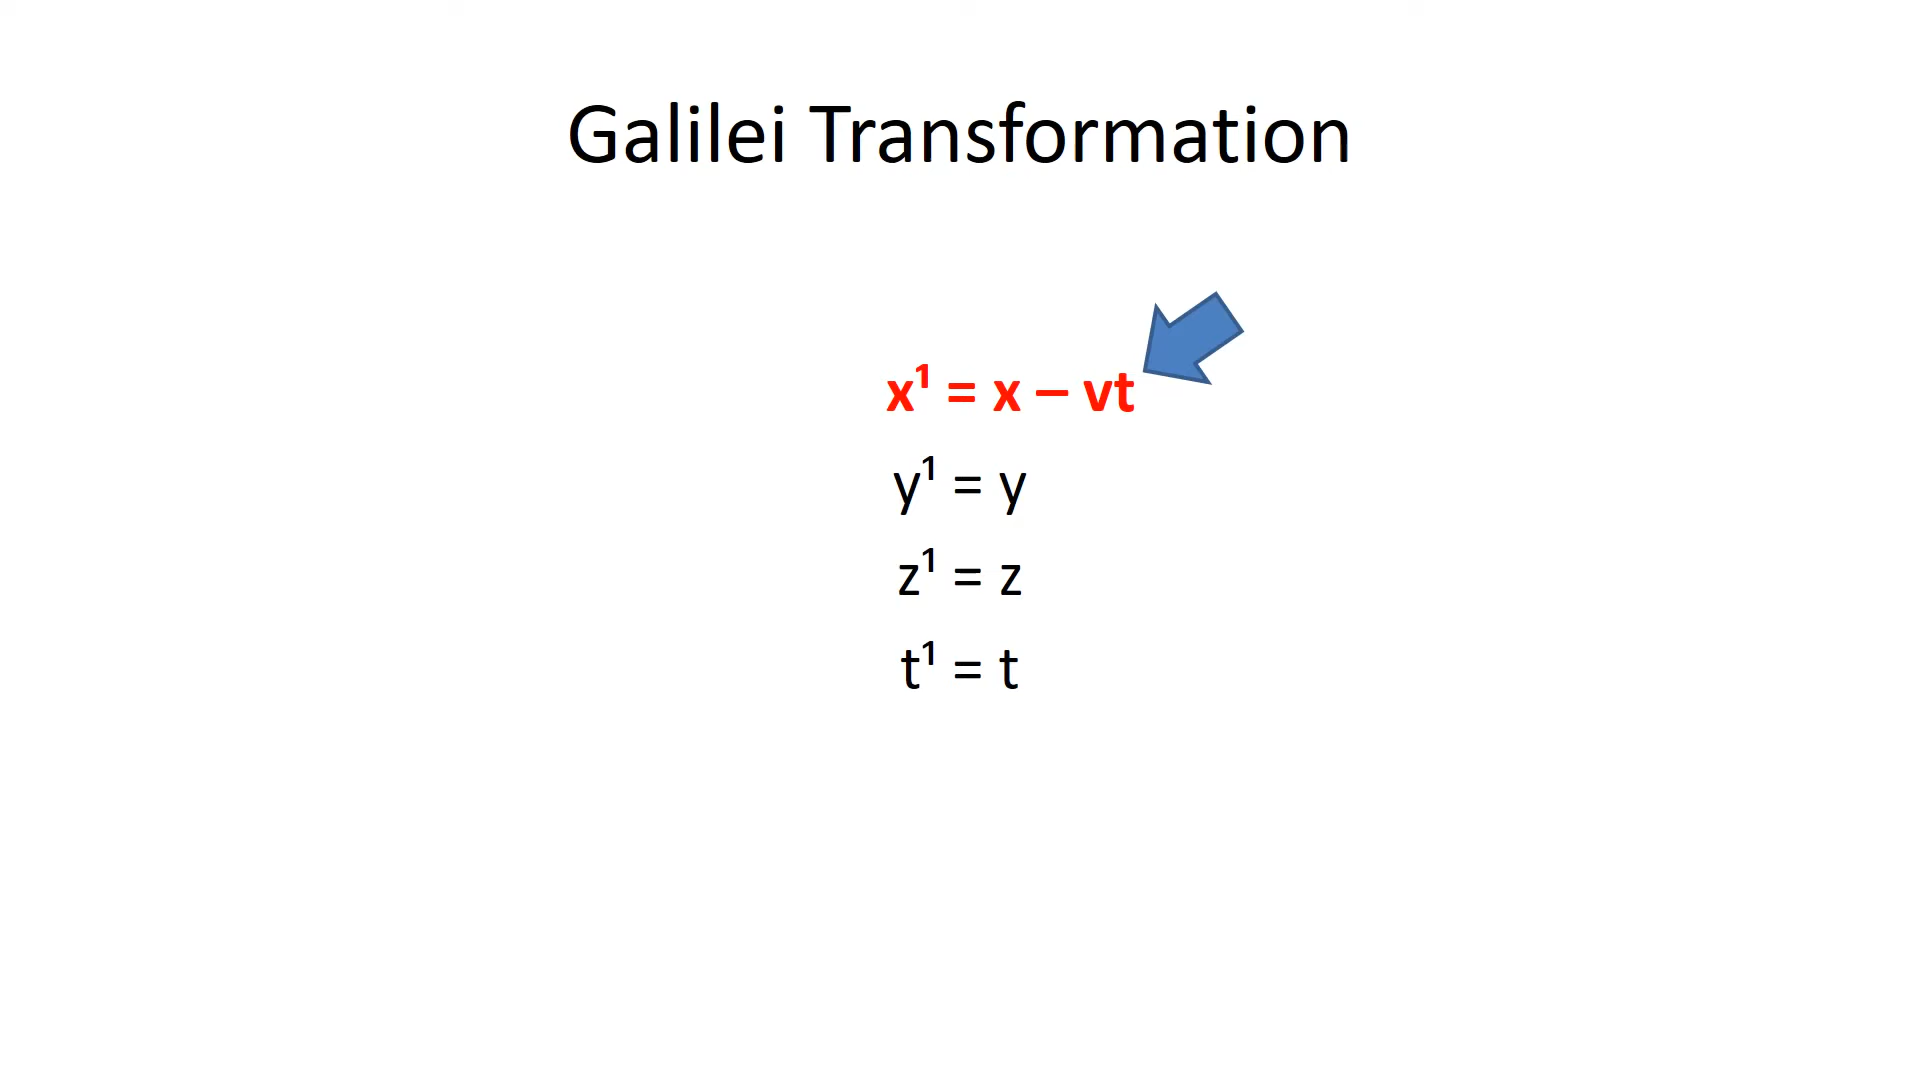 Galilei Transformation
x¹ = x – vt
y¹ = y
z¹ = z
t¹ = t